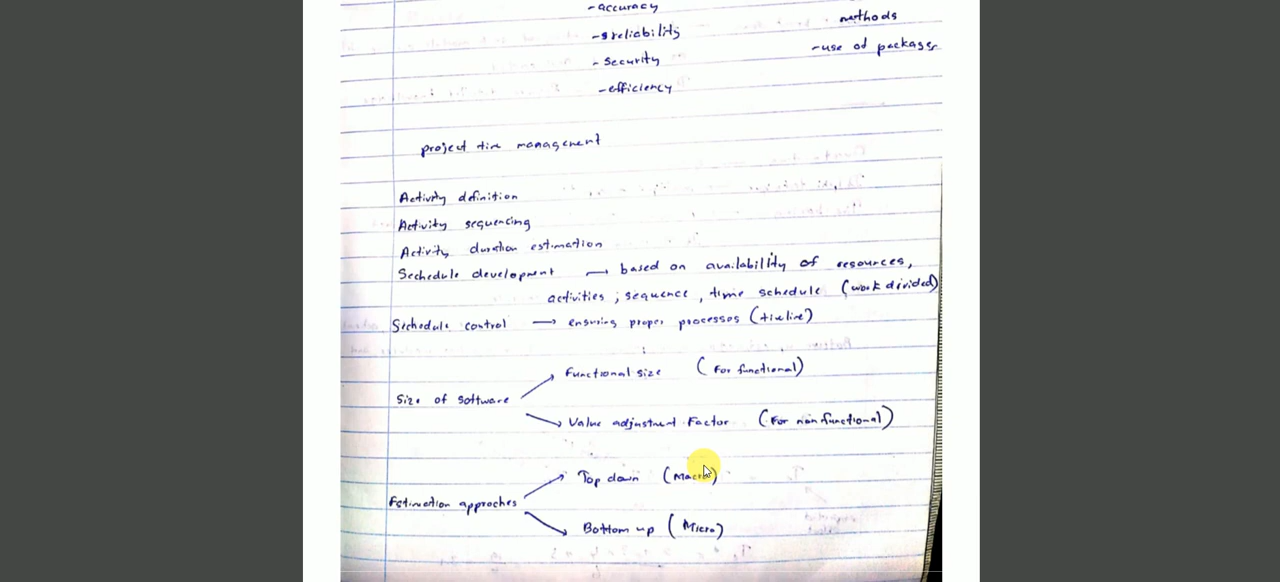 -accuracy
methods
-reliability
-use of packages
-security
-efficiency
project time management
Activity definition
Activity sequencing
Activity duration estimation
Sechedule development → based on availability of resources,
activities ; sequence , time schedule (work divided)
Sechedule control → ensuring proper processes (timeline)
Functional size (For functional)
Size of software
Value adjustment Factor (For non functional)
Top down (Macro)
Estimation approches
Bottom up (Micro)